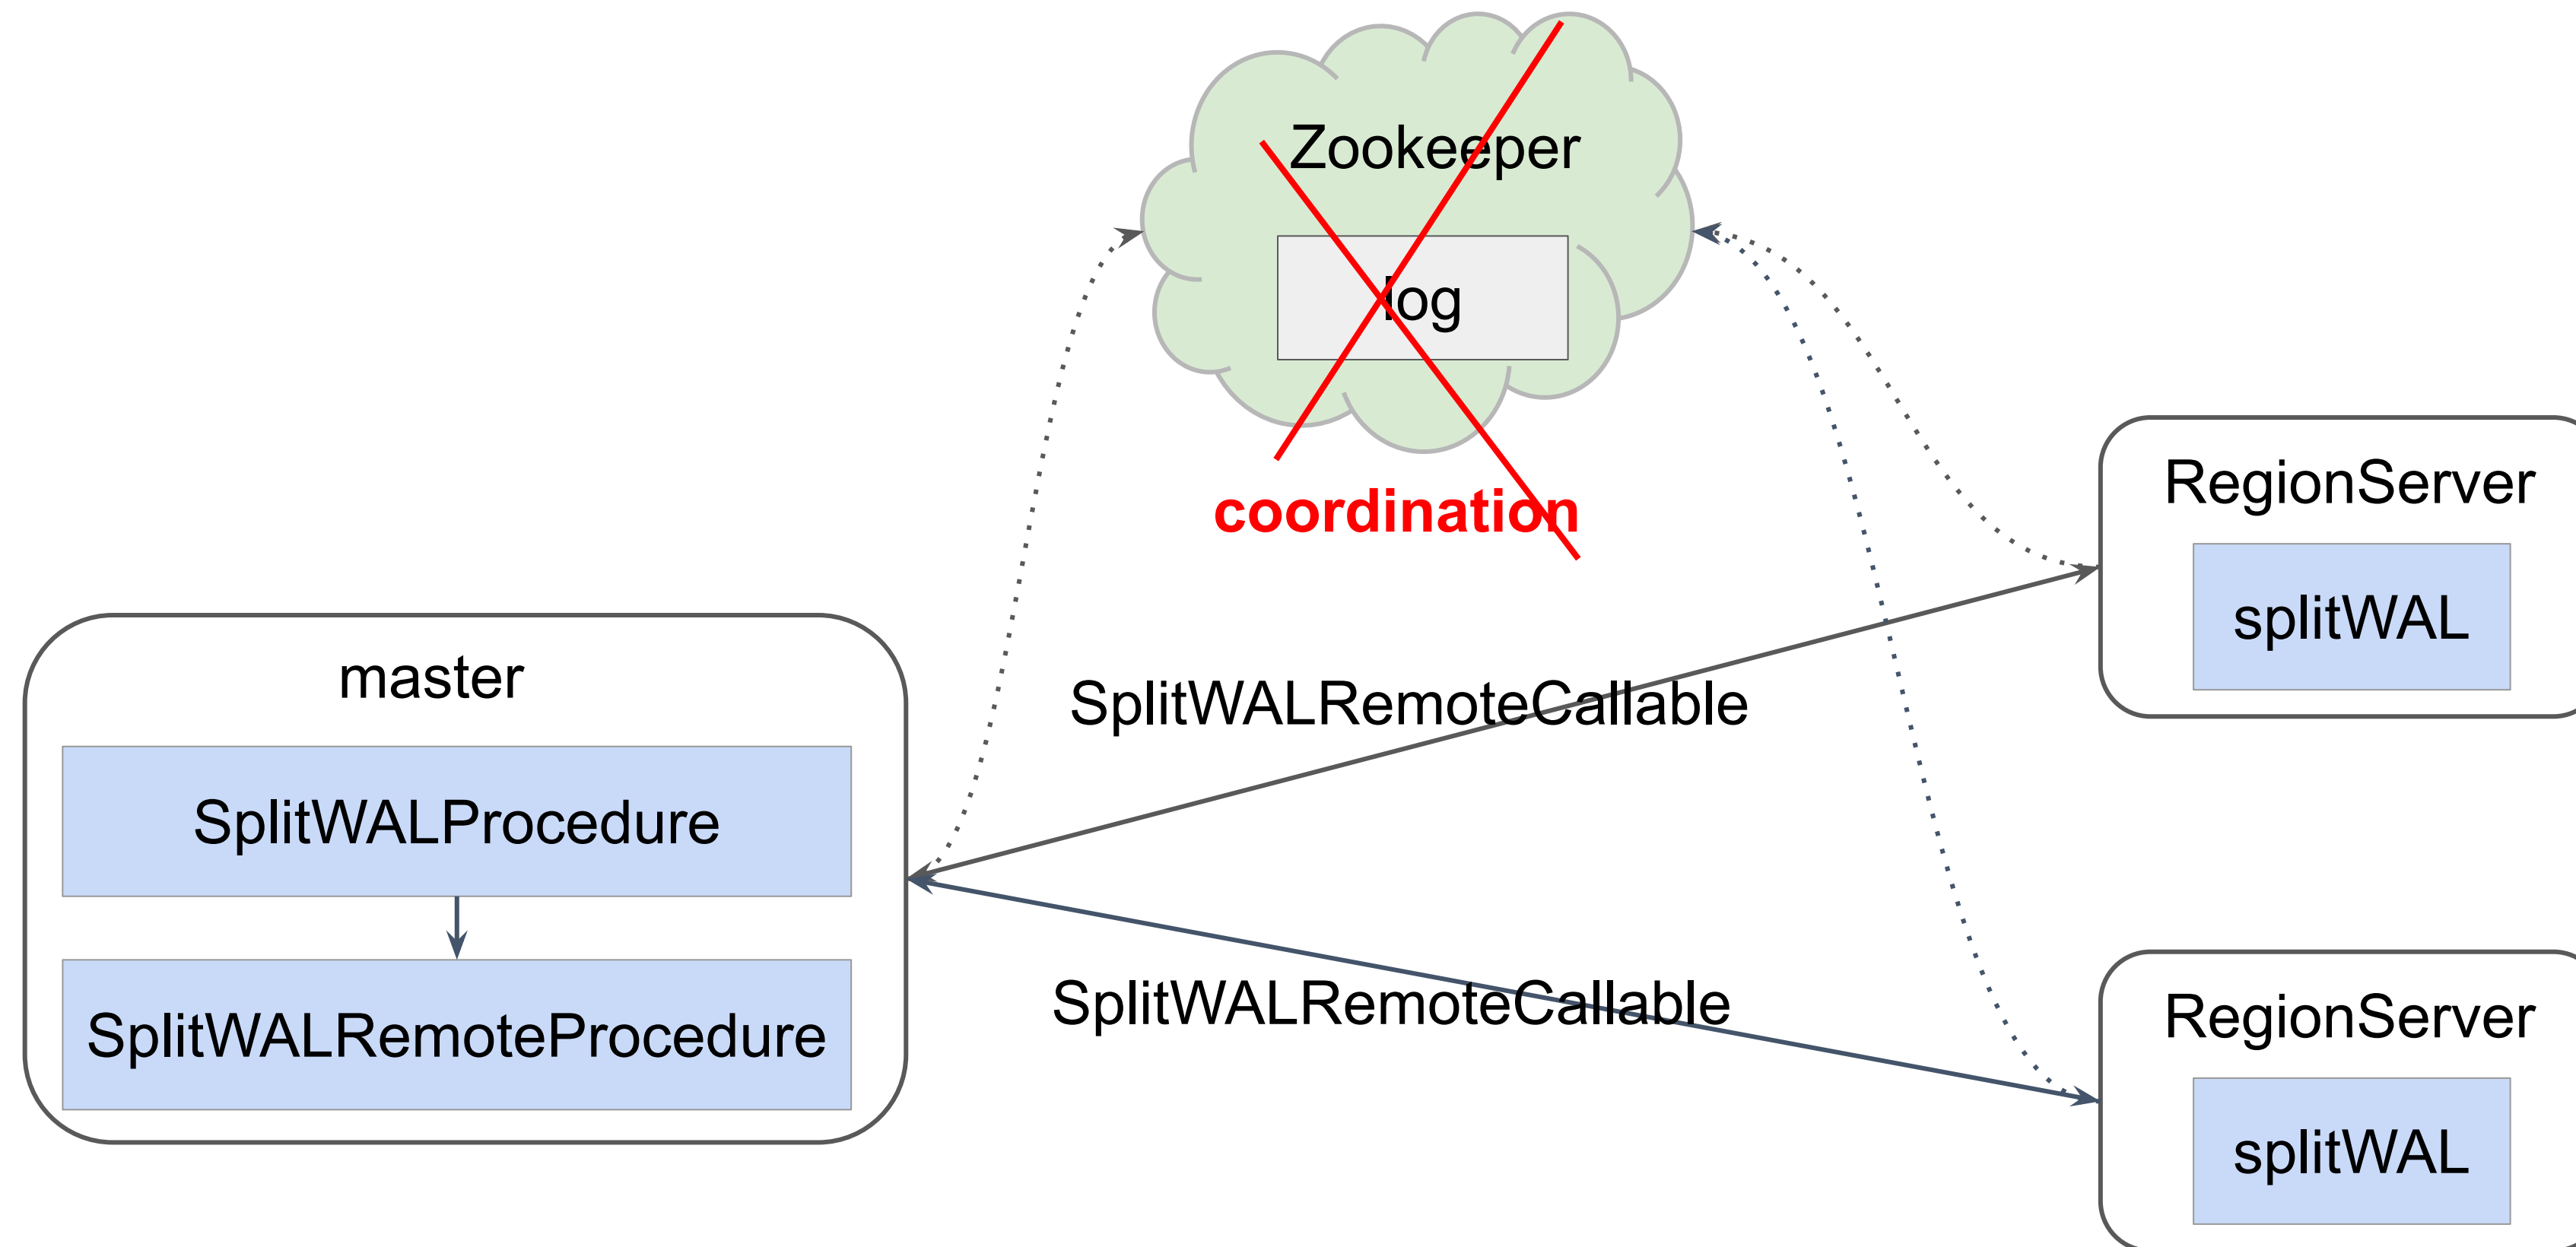 Zookeeper
log
coordination
RegionServer
splitWAL
master
SplitWALRemoteCallable
SplitWALProcedure
SplitWALRemoteCallable
SplitWALRemoteProcedure
RegionServer
splitWAL